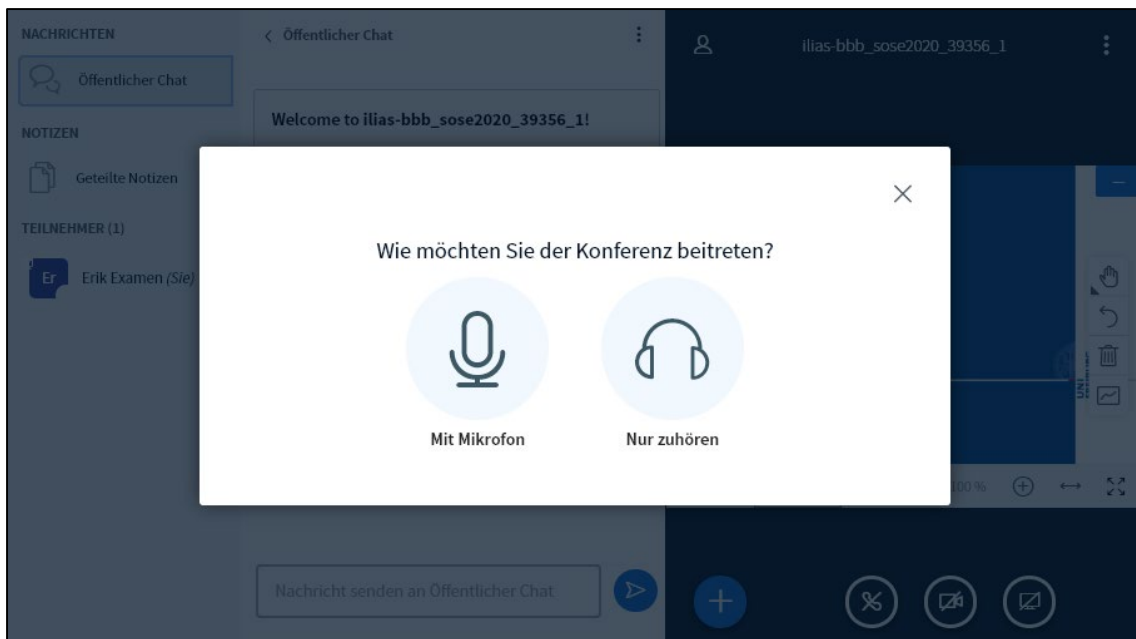 NACHRICHTEN
Öffentlicher Chat
NOTIZEN
Geteilte Notizen
TEILNEHMER (1)
Er
Erik Examen (Sie)
Öffentlicher Chat
Welcome to ilias-bbb_sose2020_39356_1!
ilias-bbb_sose2020_39356_1
Wie möchten Sie der Konferenz beitreten?
Mit Mikrofon
Nur zuhören
UNI
100 %
Nachricht senden an Öffentlicher Chat